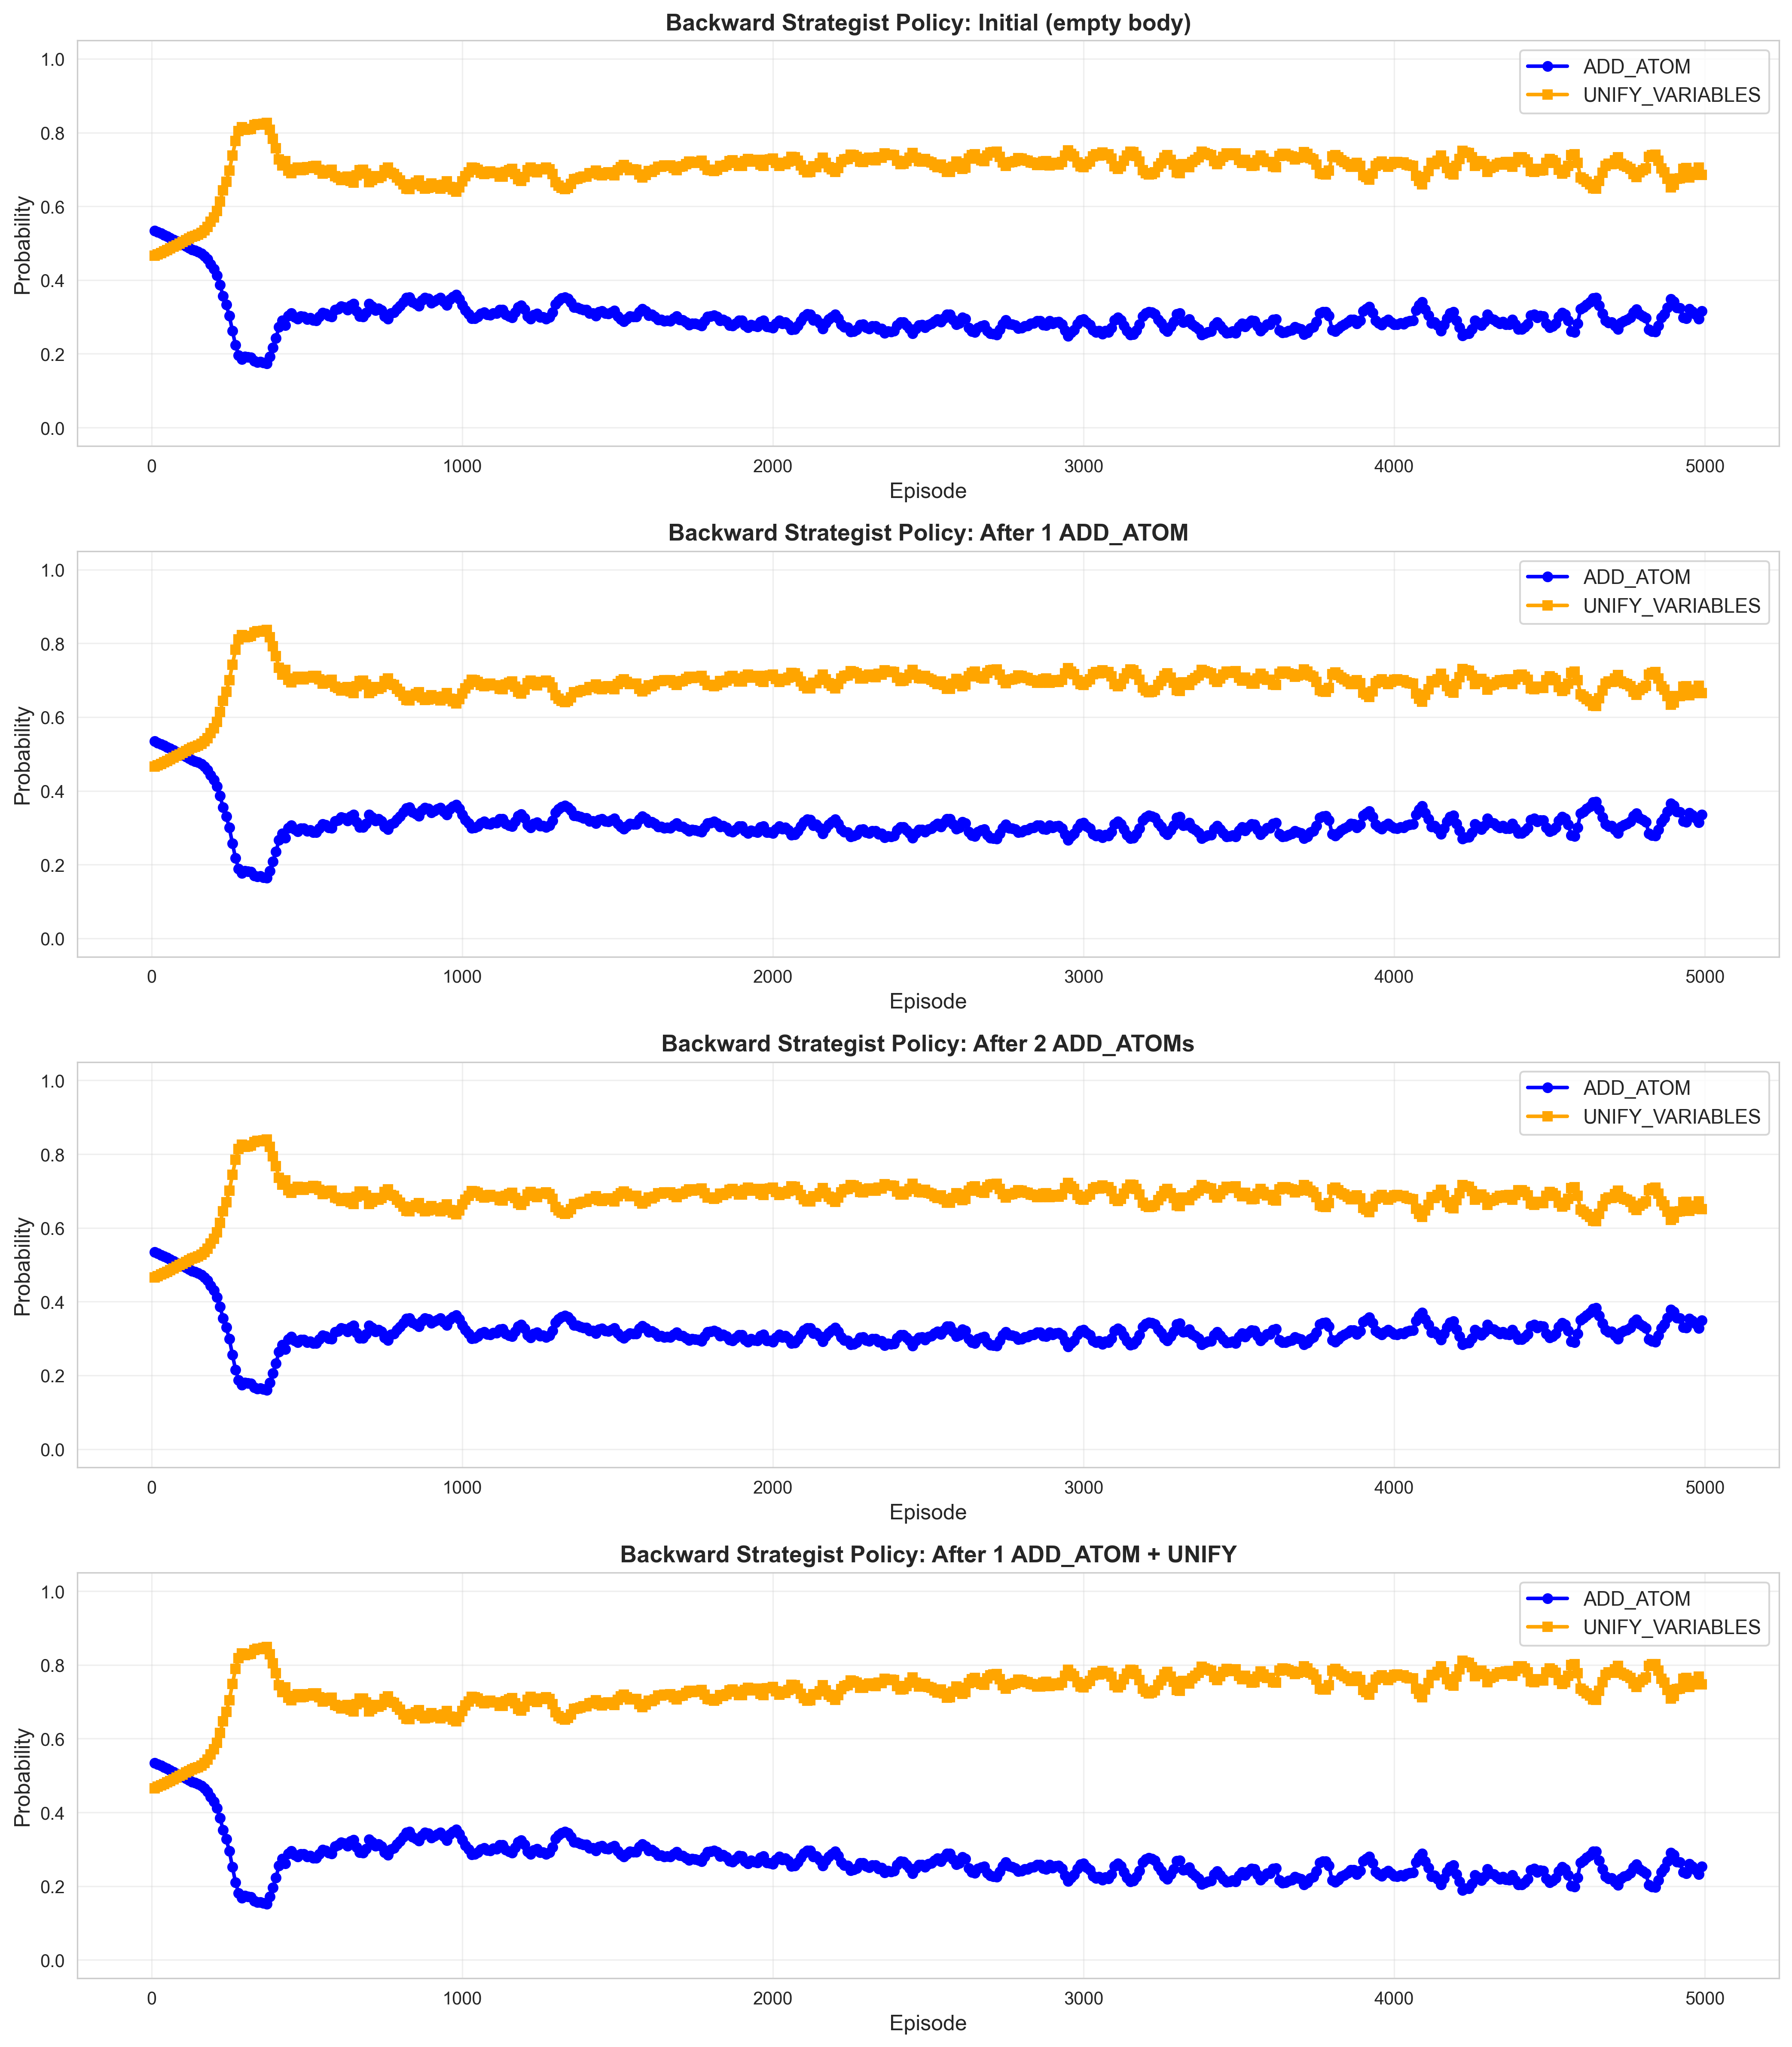 Backward Strategist Policy: Initial (empty body)
1.0
0.8
0.6
0.4
0.2
0.0
Probability
ADD_ATOM
UNIFY_VARIABLES
0 1000 2000 3000 4000 5000
Episode
Backward Strategist Policy: After 1 ADD_ATOM
1.0
0.8
0.6
0.4
0.2
0.0
Probability
ADD_ATOM
UNIFY_VARIABLES
0 1000 2000 3000 4000 5000
Episode
Backward Strategist Policy: After 2 ADD_ATOMs
1.0
0.8
0.6
0.4
0.2
0.0
Probability
ADD_ATOM
UNIFY_VARIABLES
0 1000 2000 3000 4000 5000
Episode
Backward Strategist Policy: After 1 ADD_ATOM + UNIFY
1.0
0.8
0.6
0.4
0.2
0.0
Probability
ADD_ATOM
UNIFY_VARIABLES
0 1000 2000 3000 4000 5000
Episode